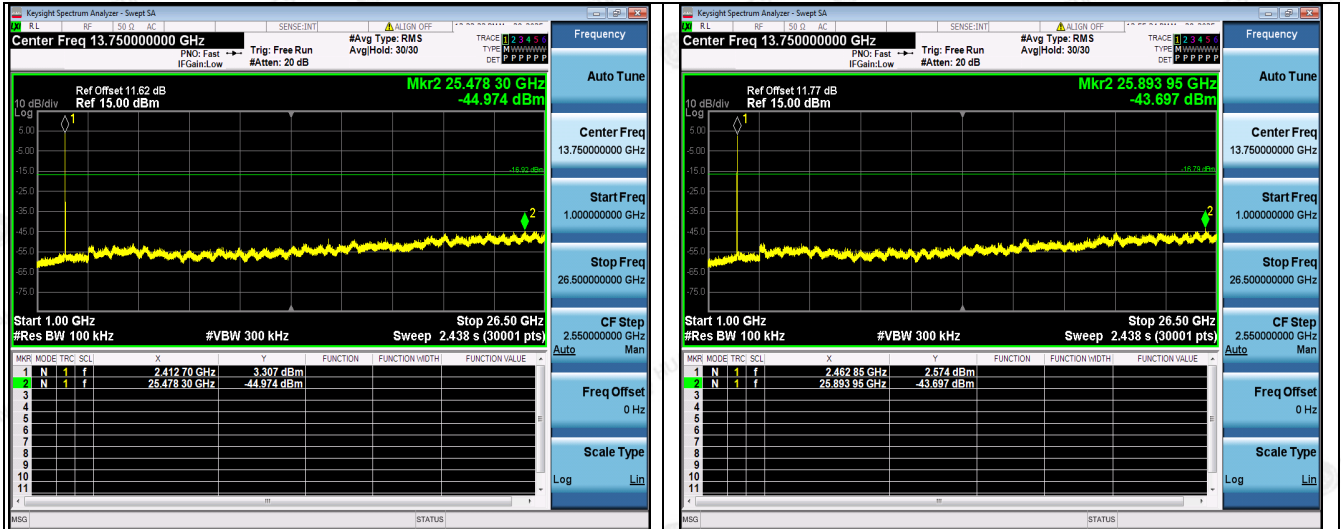 Keysight Spectrum Analyzer - Swept SA
RL RF 50 Ω AC SENSE:INT ALIGN OFF
Center Freq 13.750000000 GHz #Avg Type: RMS TRACE 1 2 3 4 5 6
PNO: Fast Trig: Free Run Avg|Hold: 30/30 TYPE M W W W W W
IFGain:Low #Atten: 20 dB DET P P P P P P
Mkr2 25.478 30 GHz
Ref Offset 11.62 dB
10 dB/div Ref 15.00 dBm -44.974 dBm
Log
1
5.00
-5.00
-15.0
-16.92 dBm
-25.0
-35.0
2
-45.0
-55.0
-65.0
-75.0
Start 1.00 GHz Stop 26.50 GHz
#Res BW 100 kHz #VBW 300 kHz Sweep 2.438 s (30001 pts)
MKR MODE TRC SCL X Y FUNCTION FUNCTION WIDTH FUNCTION VALUE
1 N 1 f 2.412 70 GHz 3.307 dBm
2 N 1 f 25.478 30 GHz -44.974 dBm
3
4
5
6
7
8
9
10
11
MSG STATUS
Frequency
Auto Tune
Center Freq
13.750000000 GHz
Start Freq
1.000000000 GHz
Stop Freq
26.500000000 GHz
CF Step
2.550000000 GHz
Auto Man
Freq Offset
0 Hz
Scale Type
Log Lin
Keysight Spectrum Analyzer - Swept SA
RL RF 50 Ω AC SENSE:INT ALIGN OFF
Center Freq 13.750000000 GHz #Avg Type: RMS TRACE 1 2 3 4 5 6
PNO: Fast Trig: Free Run Avg|Hold: 30/30 TYPE M W W W W W
IFGain:Low #Atten: 20 dB DET P P P P P P
Mkr2 25.893 95 GHz
Ref Offset 11.77 dB
10 dB/div Ref 15.00 dBm -43.697 dBm
Log
1
5.00
-5.00
-15.0
-16.79 dBm
-25.0
-35.0
2
-45.0
-55.0
-65.0
-75.0
Start 1.00 GHz Stop 26.50 GHz
#Res BW 100 kHz #VBW 300 kHz Sweep 2.438 s (30001 pts)
MKR MODE TRC SCL X Y FUNCTION FUNCTION WIDTH FUNCTION VALUE
1 N 1 f 2.462 85 GHz 2.574 dBm
2 N 1 f 25.893 95 GHz -43.697 dBm
3
4
5
6
7
8
9
10
11
MSG STATUS
Frequency
Auto Tune
Center Freq
13.750000000 GHz
Start Freq
1.000000000 GHz
Stop Freq
26.500000000 GHz
CF Step
2.550000000 GHz
Auto Man
Freq Offset
0 Hz
Scale Type
Log Lin